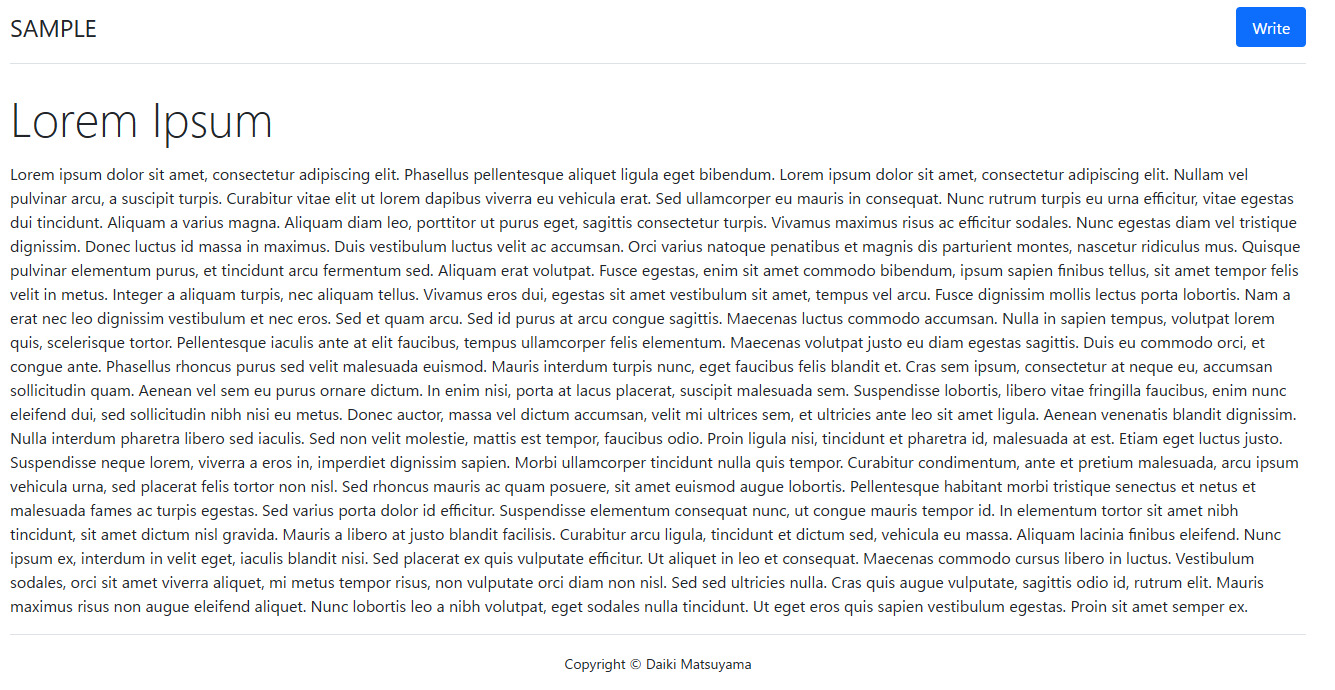 SAMPLE
Write
Lorem Ipsum
Lorem ipsum dolor sit amet, consectetur adipiscing elit. Phasellus pellentesque aliquet ligula eget bibendum. Lorem ipsum dolor sit amet, consectetur adipiscing elit. Nullam vel
pulvinar arcu, a suscipit turpis. Curabitur vitae elit ut lorem dapibus viverra eu vehicula erat. Sed ullamcorper eu mauris in consequat. Nunc rutrum turpis eu urna efficitur, vitae egestas
dui tincidunt. Aliquam a varius magna. Aliquam diam leo, porttitor ut purus eget, sagittis consectetur turpis. Vivamus maximus risus ac efficitur sodales. Nunc egestas diam vel tristique
dignissim. Donec luctus id massa in maximus. Duis vestibulum luctus velit ac accumsan. Orci varius natoque penatibus et magnis dis parturient montes, nascetur ridiculus mus. Quisque
pulvinar elementum purus, et tincidunt arcu fermentum sed. Aliquam erat volutpat. Fusce egestas, enim sit amet commodo bibendum, ipsum sapien finibus tellus, sit amet tempor felis
velit in metus. Integer a aliquam turpis, nec aliquam tellus. Vivamus eros dui, egestas sit amet vestibulum sit amet, tempus vel arcu. Fusce dignissim mollis lectus porta lobortis. Nam a
erat nec leo dignissim vestibulum et nec eros. Sed et quam arcu. Sed id purus at arcu congue sagittis. Maecenas luctus commodo accumsan. Nulla in sapien tempus, volutpat lorem
quis, scelerisque tortor. Pellentesque iaculis ante at elit faucibus, tempus ullamcorper felis elementum. Maecenas volutpat justo eu diam egestas sagittis. Duis eu commodo orci, et
congue ante. Phasellus rhoncus purus sed velit malesuada euismod. Mauris interdum turpis nunc, eget faucibus felis blandit et. Cras sem ipsum, consectetur at neque eu, accumsan
sollicitudin quam. Aenean vel sem eu purus ornare dictum. In enim nisi, porta at lacus placerat, suscipit malesuada sem. Suspendisse lobortis, libero vitae fringilla faucibus, enim nunc
eleifend dui, sed sollicitudin nibh nisi eu metus. Donec auctor, massa vel dictum accumsan, velit mi ultrices sem, et ultricies ante leo sit amet ligula. Aenean venenatis blandit dignissim.
Nulla interdum pharetra libero sed iaculis. Sed non velit molestie, mattis est tempor, faucibus odio. Proin ligula nisi, tincidunt et pharetra id, malesuada at est. Etiam eget luctus justo.
Suspendisse neque lorem, viverra a eros in, imperdiet dignissim sapien. Morbi ullamcorper tincidunt nulla quis tempor. Curabitur condimentum, ante et pretium malesuada, arcu ipsum
vehicula urna, sed placerat felis tortor non nisl. Sed rhoncus mauris ac quam posuere, sit amet euismod augue lobortis. Pellentesque habitant morbi tristique senectus et netus et
malesuada fames ac turpis egestas. Sed varius porta dolor id efficitur. Suspendisse elementum consequat nunc, ut congue mauris tempor id. In elementum tortor sit amet nibh
tincidunt, sit amet dictum nisl gravida. Mauris a libero at justo blandit facilisis. Curabitur arcu ligula, tincidunt et dictum sed, vehicula eu massa. Aliquam lacinia finibus eleifend. Nunc
ipsum ex, interdum in velit eget, iaculis blandit nisi. Sed placerat ex quis vulputate efficitur. Ut aliquet in leo et consequat. Maecenas commodo cursus libero in luctus. Vestibulum
sodales, orci sit amet viverra aliquet, mi metus tempor risus, non vulputate orci diam non nisl. Sed sed ultricies nulla. Cras quis augue vulputate, sagittis odio id, rutrum elit. Mauris
maximus risus non augue eleifend aliquet. Nunc lobortis leo a nibh volutpat, eget sodales nulla tincidunt. Ut eget eros quis sapien vestibulum egestas. Proin sit amet semper ex.
Copyright © Daiki Matsuyama